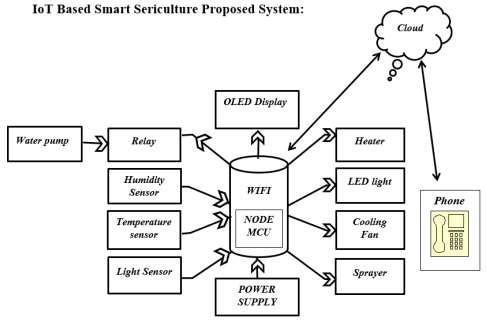 IoT Based Smart Sericulture Proposed System:
Cloud
OLED Display
Water pump
Relay
Heater
Humidity
Sensor
WIFI
LED light
Phone
Temperature
sensor
NODE
MCU
Cooling
Fan
Light Sensor
Sprayer
POWER
SUPPLY